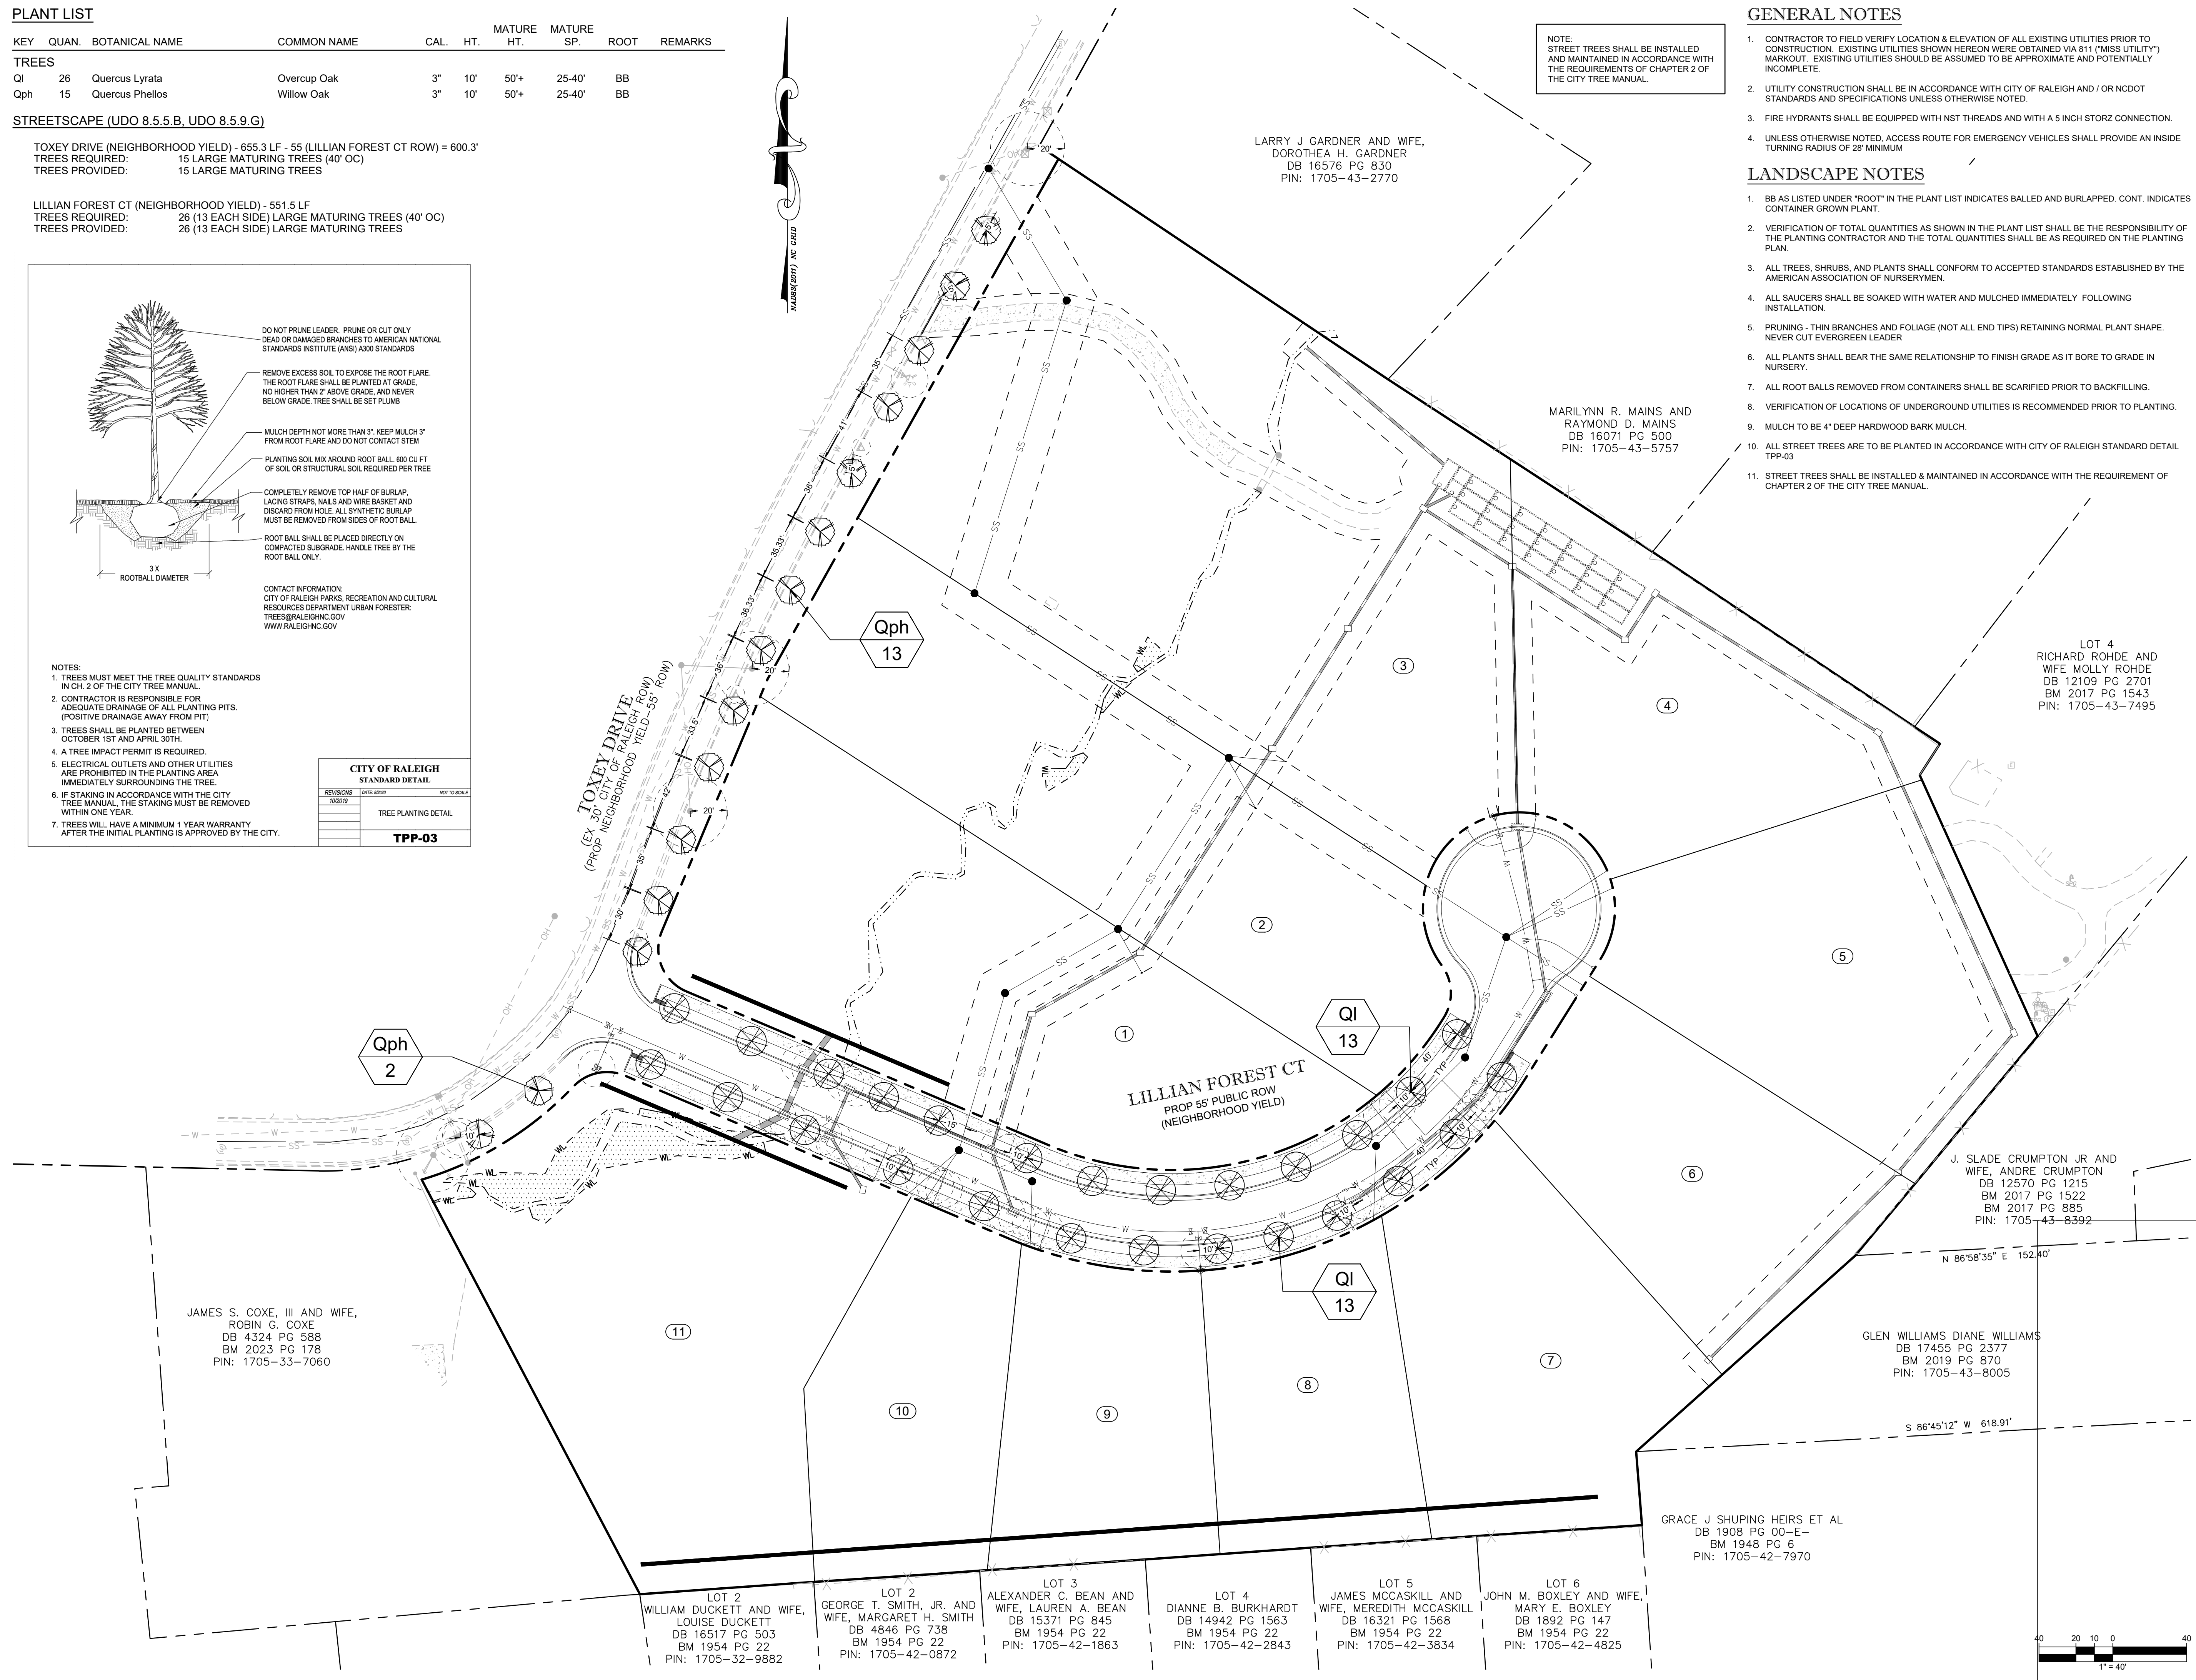 PLANT LIST
KEY QUAN. BOTANICAL NAME COMMON NAME CAL. HT. MATURE HT. MATURE SP. ROOT REMARKS
TREES
Ql 26 Quercus Lyrata Overcup Oak 3" 10' 50'+ 25-40' BB
Qph 15 Quercus Phellos Willow Oak 3" 10' 50'+ 25-40' BB
STREETSCAPE (UDO 8.5.5.B, UDO 8.5.9.G)
TOXEY DRIVE (NEIGHBORHOOD YIELD) - 655.3 LF - 55 (LILLIAN FOREST CT ROW) = 600.3'
TREES REQUIRED: 15 LARGE MATURING TREES (40' OC)
TREES PROVIDED: 15 LARGE MATURING TREES
LILLIAN FOREST CT (NEIGHBORHOOD YIELD) - 551.5 LF
TREES REQUIRED: 26 (13 EACH SIDE) LARGE MATURING TREES (40' OC)
TREES PROVIDED: 26 (13 EACH SIDE) LARGE MATURING TREES
DO NOT PRUNE LEADER. PRUNE OR CUT ONLY
DEAD OR DAMAGED BRANCHES TO AMERICAN NATIONAL
STANDARDS INSTITUTE (ANSI) A300 STANDARDS
REMOVE EXCESS SOIL TO EXPOSE THE ROOT FLARE.
THE ROOT FLARE SHALL BE PLANTED AT GRADE,
NO HIGHER THAN 2" ABOVE GRADE, AND NEVER
BELOW GRADE. TREE SHALL BE SET PLUMB
MULCH DEPTH NOT MORE THAN 3". KEEP MULCH 3"
FROM ROOT FLARE AND DO NOT CONTACT STEM
PLANTING SOIL MIX AROUND ROOT BALL. 600 CU FT
OF SOIL OR STRUCTURAL SOIL REQUIRED PER TREE
COMPLETELY REMOVE TOP HALF OF BURLAP,
LACING STRAPS, NAILS AND WIRE BASKET AND
DISCARD FROM HOLE. ALL SYNTHETIC BURLAP
MUST BE REMOVED FROM SIDES OF ROOT BALL.
ROOT BALL SHALL BE PLACED DIRECTLY ON
COMPACTED SUBGRADE. HANDLE TREE BY THE
ROOT BALL ONLY.
3 X
ROOTBALL DIAMETER
CONTACT INFORMATION:
CITY OF RALEIGH PARKS, RECREATION AND CULTURAL
RESOURCES DEPARTMENT URBAN FORESTER:
TREES@RALEIGHNC.GOV
WWW.RALEIGHNC.GOV
NOTES:
1. TREES MUST MEET THE TREE QUALITY STANDARDS
IN CH. 2 OF THE CITY TREE MANUAL.
2. CONTRACTOR IS RESPONSIBLE FOR
ADEQUATE DRAINAGE OF ALL PLANTING PITS.
(POSITIVE DRAINAGE AWAY FROM PIT)
3. TREES SHALL BE PLANTED BETWEEN
OCTOBER 1ST AND APRIL 30TH.
4. A TREE IMPACT PERMIT IS REQUIRED.
5. ELECTRICAL OUTLETS AND OTHER UTILITIES
ARE PROHIBITED IN THE PLANTING AREA
IMMEDIATELY SURROUNDING THE TREE.
6. IF STAKING IN ACCORDANCE WITH THE CITY
TREE MANUAL, THE STAKING MUST BE REMOVED
WITHIN ONE YEAR.
7. TREES WILL HAVE A MINIMUM 1 YEAR WARRANTY
AFTER THE INITIAL PLANTING IS APPROVED BY THE CITY.
CITY OF RALEIGH
STANDARD DETAIL
REVISIONS DATE: 8/2020 NOT TO SCALE
10/2019
TREE PLANTING DETAIL
TPP-03
NAD83(2011) NC GRID
NOTE:
STREET TREES SHALL BE INSTALLED
AND MAINTAINED IN ACCORDANCE WITH
THE REQUIREMENTS OF CHAPTER 2 OF
THE CITY TREE MANUAL.
GENERAL NOTES
1. CONTRACTOR TO FIELD VERIFY LOCATION & ELEVATION OF ALL EXISTING UTILITIES PRIOR TO
CONSTRUCTION. EXISTING UTILITIES SHOWN HEREON WERE OBTAINED VIA 811 ("MISS UTILITY")
MARKOUT. EXISTING UTILITIES SHOULD BE ASSUMED TO BE APPROXIMATE AND POTENTIALLY
INCOMPLETE.
2. UTILITY CONSTRUCTION SHALL BE IN ACCORDANCE WITH CITY OF RALEIGH AND / OR NCDOT
STANDARDS AND SPECIFICATIONS UNLESS OTHERWISE NOTED.
3. FIRE HYDRANTS SHALL BE EQUIPPED WITH NST THREADS AND WITH A 5 INCH STORZ CONNECTION.
4. UNLESS OTHERWISE NOTED, ACCESS ROUTE FOR EMERGENCY VEHICLES SHALL PROVIDE AN INSIDE
TURNING RADIUS OF 28' MINIMUM
LANDSCAPE NOTES
1. BB AS LISTED UNDER "ROOT" IN THE PLANT LIST INDICATES BALLED AND BURLAPPED. CONT. INDICATES
CONTAINER GROWN PLANT.
2. VERIFICATION OF TOTAL QUANTITIES AS SHOWN IN THE PLANT LIST SHALL BE THE RESPONSIBILITY OF
THE PLANTING CONTRACTOR AND THE TOTAL QUANTITIES SHALL BE AS REQUIRED ON THE PLANTING
PLAN.
3. ALL TREES, SHRUBS, AND PLANTS SHALL CONFORM TO ACCEPTED STANDARDS ESTABLISHED BY THE
AMERICAN ASSOCIATION OF NURSERYMEN.
4. ALL SAUCERS SHALL BE SOAKED WITH WATER AND MULCHED IMMEDIATELY FOLLOWING
INSTALLATION.
5. PRUNING - THIN BRANCHES AND FOLIAGE (NOT ALL END TIPS) RETAINING NORMAL PLANT SHAPE.
NEVER CUT EVERGREEN LEADER
6. ALL PLANTS SHALL BEAR THE SAME RELATIONSHIP TO FINISH GRADE AS IT BORE TO GRADE IN
NURSERY.
7. ALL ROOT BALLS REMOVED FROM CONTAINERS SHALL BE SCARIFIED PRIOR TO BACKFILLING.
8. VERIFICATION OF LOCATIONS OF UNDERGROUND UTILITIES IS RECOMMENDED PRIOR TO PLANTING.
9. MULCH TO BE 4" DEEP HARDWOOD BARK MULCH.
10. ALL STREET TREES ARE TO BE PLANTED IN ACCORDANCE WITH CITY OF RALEIGH STANDARD DETAIL
TPP-03
11. STREET TREES SHALL BE INSTALLED & MAINTAINED IN ACCORDANCE WITH THE REQUIREMENT OF
CHAPTER 2 OF THE CITY TREE MANUAL.
LARRY J GARDNER AND WIFE,
DOROTHEA H. GARDNER
DB 16576 PG 830
PIN: 1705-43-2770
MARILYNN R. MAINS AND
RAYMOND D. MAINS
DB 16071 PG 500
PIN: 1705-43-5757
LOT 4
RICHARD ROHDE AND
WIFE MOLLY ROHDE
DB 12109 PG 2701
BM 2017 PG 1543
PIN: 1705-43-7495
20'
15'
15'
35'
41'
15'
36'
35.33'
36.33'
36'
20'
33.5'
42'
20'
35'
30'
Qph
13
TOXEY DRIVE
(EX 30' CITY OF RALEIGH ROW)
(PROP NEIGHBORHOOD YIELD-55' ROW)
3
4
2
5
1
Qph
2
10'
Ql
13
LILLIAN FOREST CT
PROP 55' PUBLIC ROW
(NEIGHBORHOOD YIELD)
40'
TYP
10'
10'
15'
10'
10'
40'
TYP
10'
10'
Ql
13
6
7
8
9
10
11
J. SLADE CRUMPTON JR AND
WIFE, ANDRE CRUMPTON
DB 12570 PG 1215
BM 2017 PG 1522
BM 2017 PG 885
PIN: 1705-43-8392
N 86°58'35" E 152.40'
GLEN WILLIAMS DIANE WILLIAMS
DB 17455 PG 2377
BM 2019 PG 870
PIN: 1705-43-8005
S 86°45'12" W 618.91'
JAMES S. COXE, III AND WIFE,
ROBIN G. COXE
DB 4324 PG 588
BM 2023 PG 178
PIN: 1705-33-7060
GRACE J SHUPING HEIRS ET AL
DB 1908 PG 00-E-
BM 1948 PG 6
PIN: 1705-42-7970
LOT 2
WILLIAM DUCKETT AND WIFE,
LOUISE DUCKETT
DB 16517 PG 503
BM 1954 PG 22
PIN: 1705-32-9882
LOT 2
GEORGE T. SMITH, JR. AND
WIFE, MARGARET H. SMITH
DB 4846 PG 738
BM 1954 PG 22
PIN: 1705-42-0872
LOT 3
ALEXANDER C. BEAN AND
WIFE, LAUREN A. BEAN
DB 15371 PG 845
BM 1954 PG 22
PIN: 1705-42-1863
LOT 4
DIANNE B. BURKHARDT
DB 14942 PG 1563
BM 1954 PG 22
PIN: 1705-42-2843
LOT 5
JAMES MCCASKILL AND
WIFE, MEREDITH MCCASKILL
DB 16321 PG 1568
BM 1954 PG 22
PIN: 1705-42-3834
LOT 6
JOHN M. BOXLEY AND WIFE,
MARY E. BOXLEY
DB 1892 PG 147
BM 1954 PG 22
PIN: 1705-42-4825
40 20 10 0 40
1" = 40'